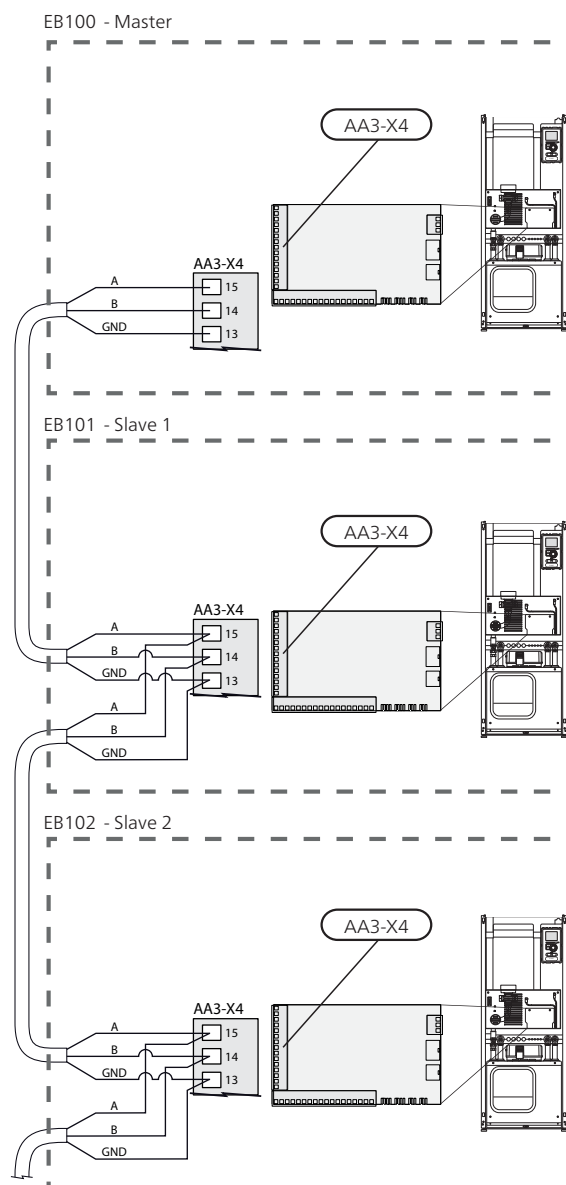 EB100 - Master
AA3-X4
AA3-X4
A
15
B
14
GND
13
EB101 - Slave 1
AA3-X4
AA3-X4
A
15
B
14
GND
13
A
B
GND
EB102 - Slave 2
AA3-X4
AA3-X4
A
15
B
14
GND
13
A
B
GND